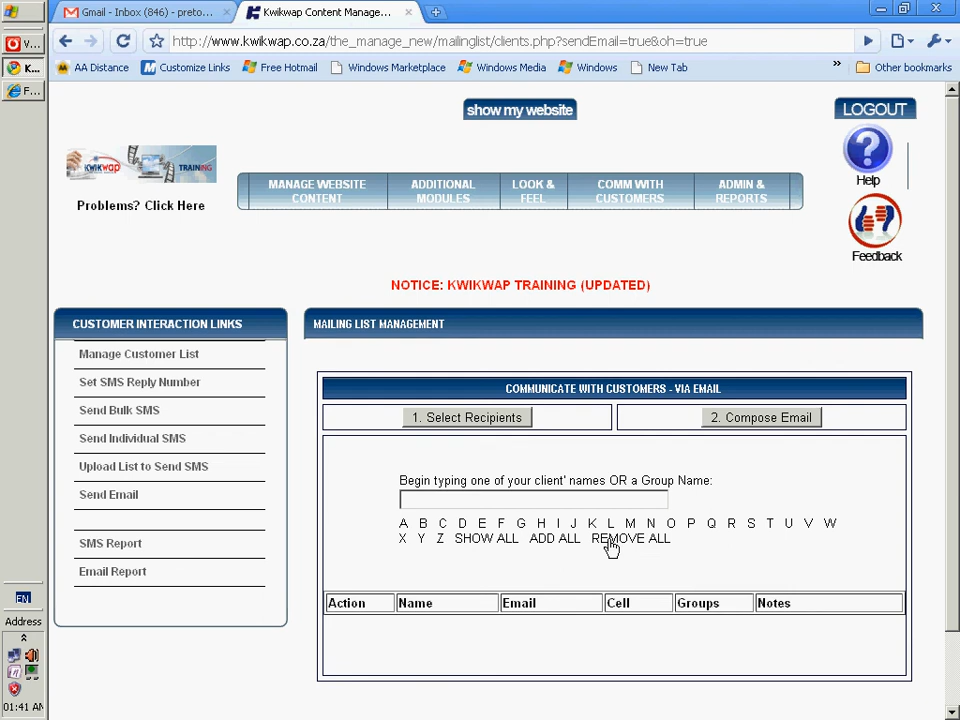 Gmail - Inbox (846) - preto...
Kwikwap Content Manage...
http://www.kwikwap.co.za/the_manage_new/mailinglist/clients.php?sendEmail=true&oh=true
AA Distance
Customize Links
Free Hotmail
Windows Marketplace
Windows Media
Windows
New Tab
»
Other bookmarks
V...
K...
F...
show my website
LOGOUT
KWIKWAP
TRAINING
Problems? Click Here
MANAGE WEBSITE CONTENT
ADDITIONAL MODULES
LOOK & FEEL
COMM WITH CUSTOMERS
ADMIN & REPORTS
Help
Feedback
NOTICE: KWIKWAP TRAINING (UPDATED)
CUSTOMER INTERACTION LINKS
Manage Customer List
Set SMS Reply Number
Send Bulk SMS
Send Individual SMS
Upload List to Send SMS
Send Email
SMS Report
Email Report
MAILING LIST MANAGEMENT
COMMUNICATE WITH CUSTOMERS - VIA EMAIL
1. Select Recipients
2. Compose Email
Begin typing one of your client' names OR a Group Name:
A B C D E F G H I J K L M N O P Q R S T U V W
X Y Z SHOW ALL ADD ALL REMOVE ALL
Action Name Email Cell Groups Notes
EN
Address
01:41 AM